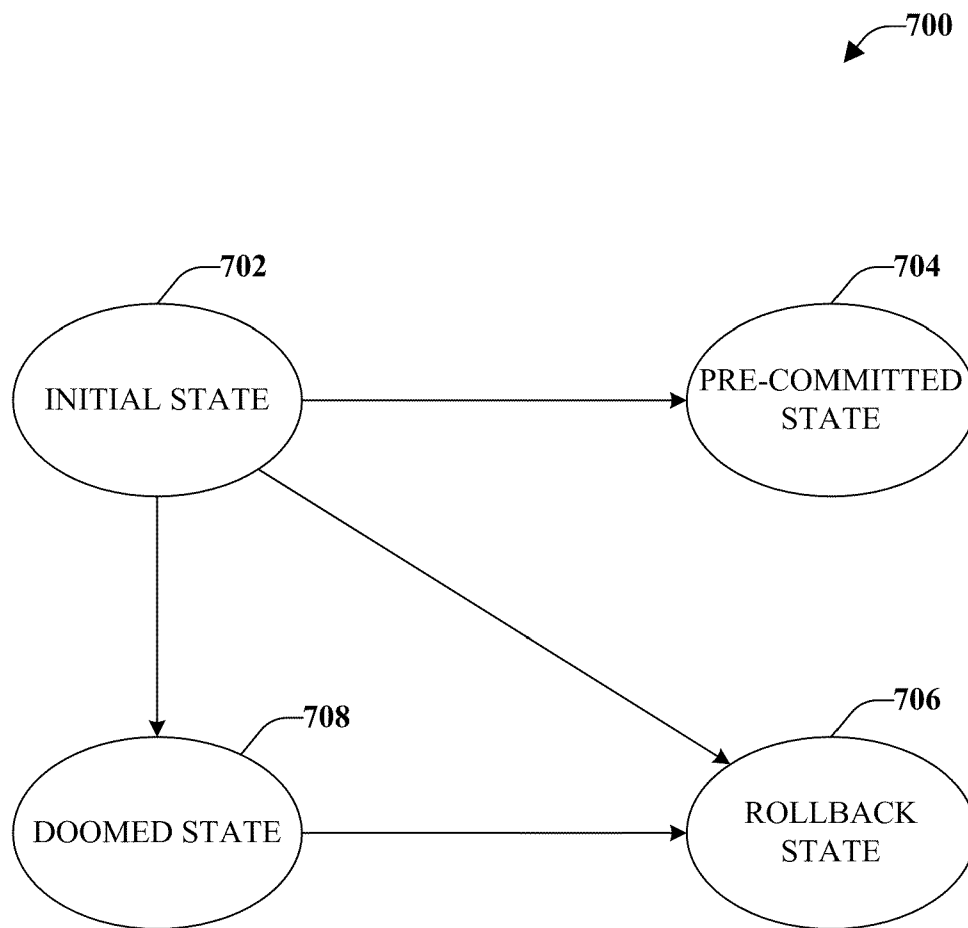 700
702
704
INITIAL STATE
PRE-COMMITTED
STATE
708
706
DOOMED STATE
ROLLBACK
STATE